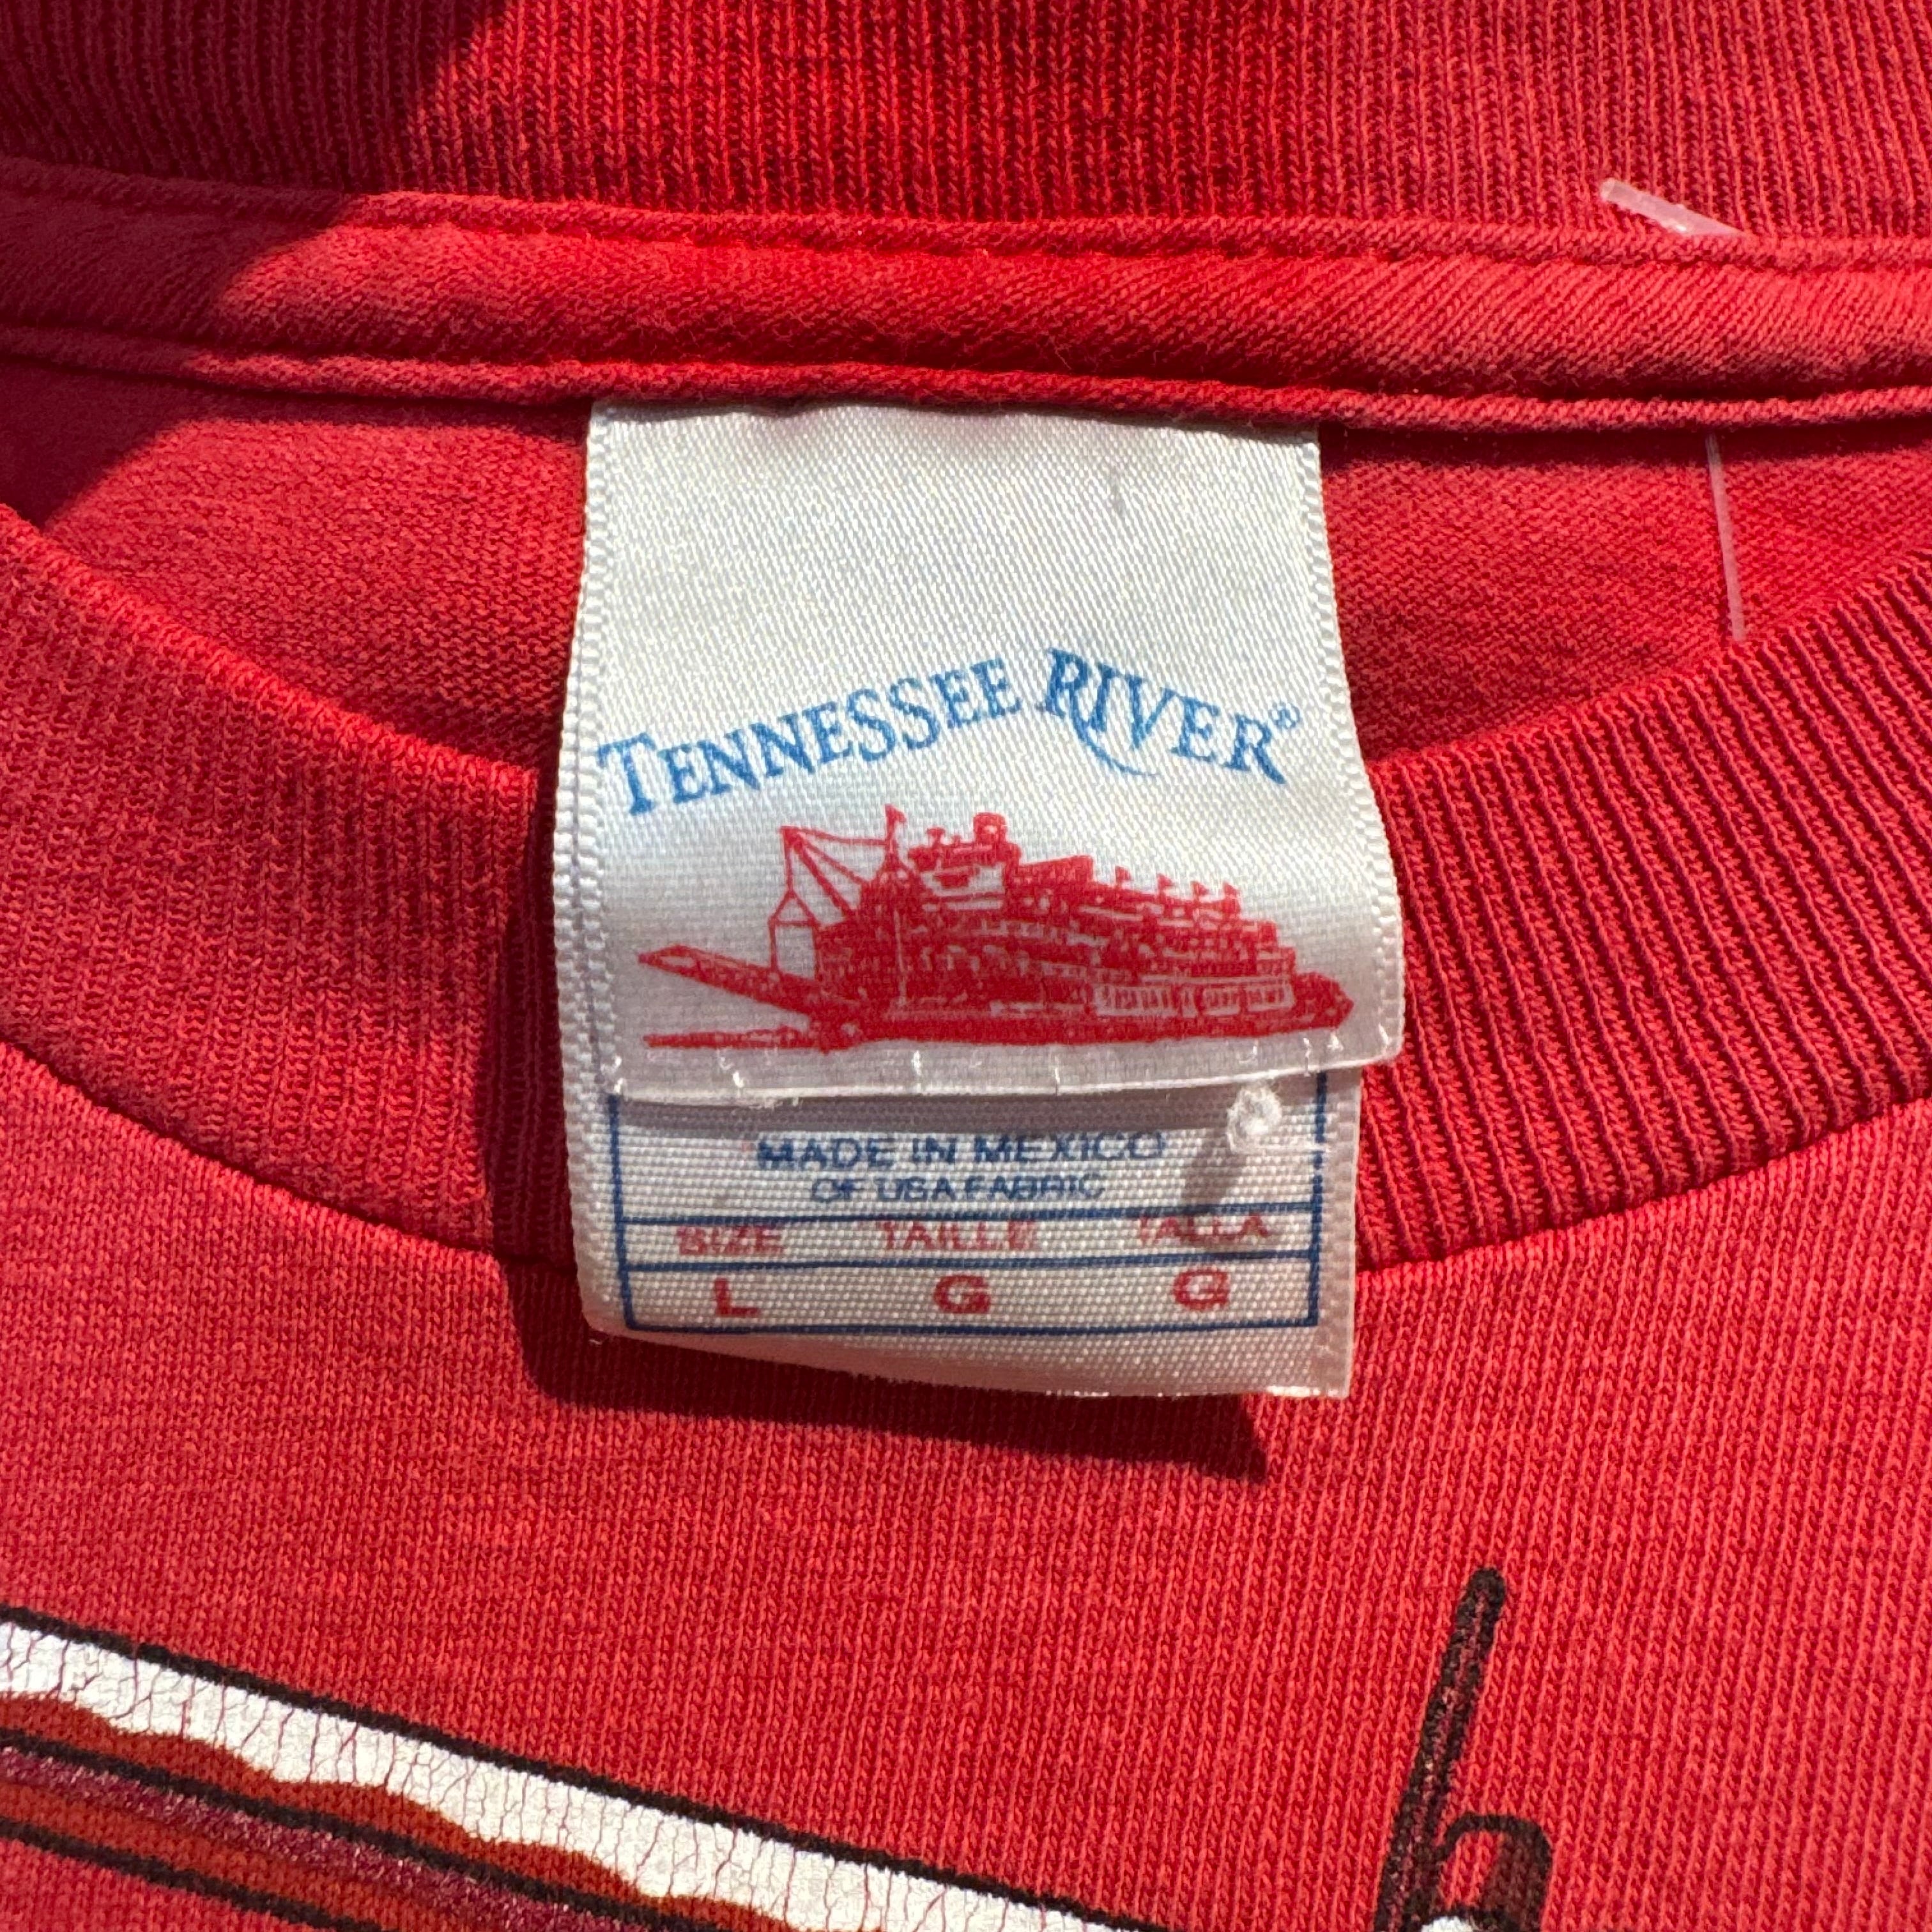 TENNESSEE RIVER®
MADE IN MEXICO
OF USA FABRIC
SIZE TAILLE TALLA
L G G